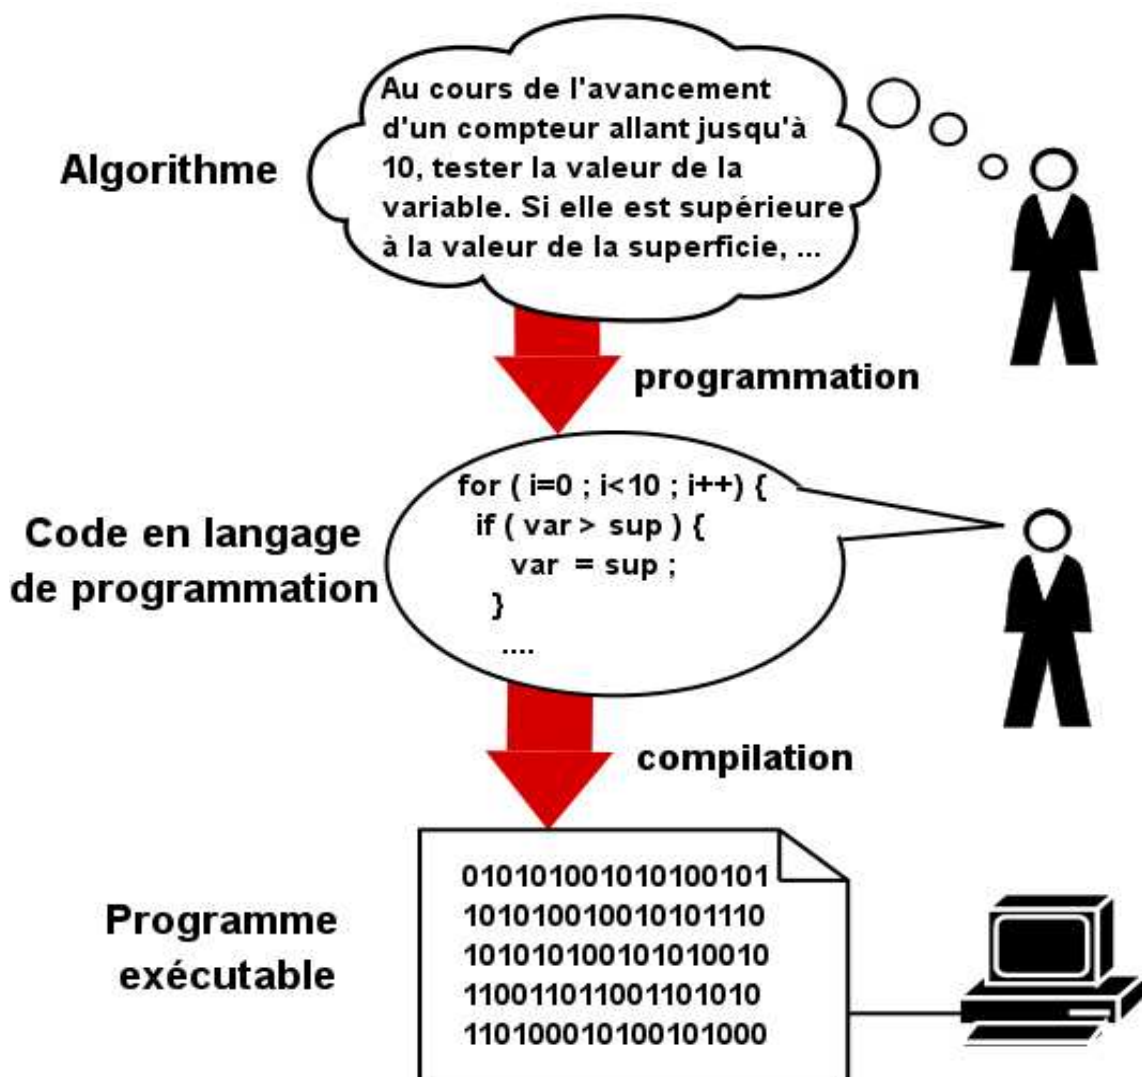 Algorithme
Au cours de l'avancement
d'un compteur allant jusqu'à
10, tester la valeur de la
variable. Si elle est supérieure
à la valeur de la superficie, ...
programmation
Code en langage
de programmation
for ( i=0 ; i<10 ; i++) {
if ( var > sup ) {
var = sup ;
}
....
compilation
Programme
exécutable
010101001010100101
101010010010101110
101010100101010010
110011011001101010
110100010100101000